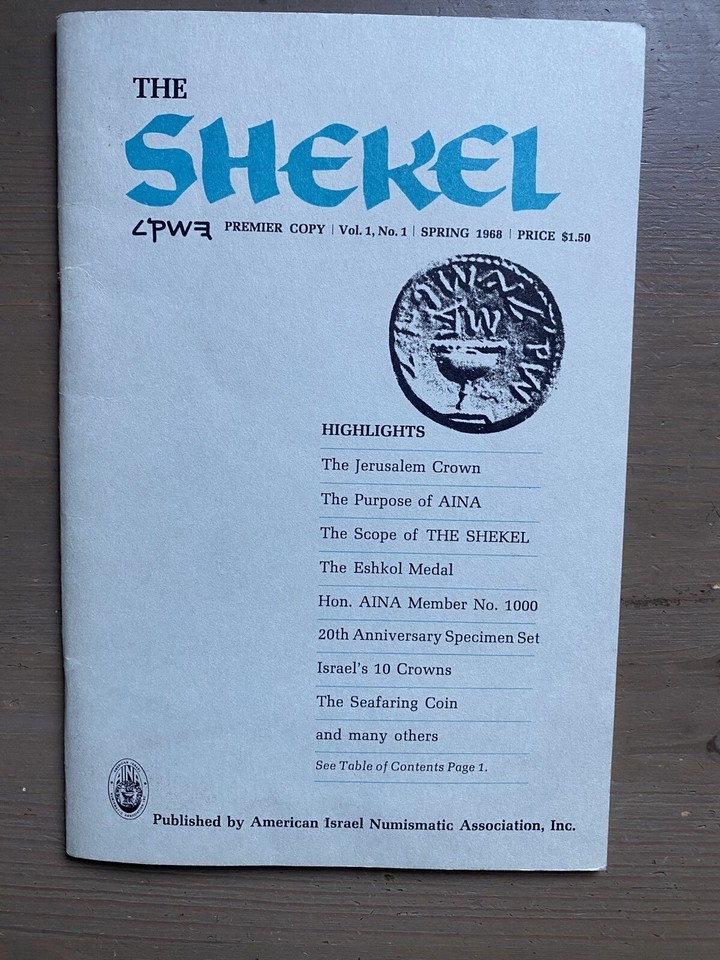 THE
SHEKEL
𐤄𐤔𐤒𐤋 PREMIER COPY | Vol. 1, No. 1 | SPRING 1968 | PRICE $1.50
HIGHLIGHTS
The Jerusalem Crown
The Purpose of AINA
The Scope of THE SHEKEL
The Eshkol Medal
Hon. AINA Member No. 1000
20th Anniversary Specimen Set
Israel's 10 Crowns
The Seafaring Coin
and many others
See Table of Contents Page 1.
Published by American Israel Numismatic Association, Inc.